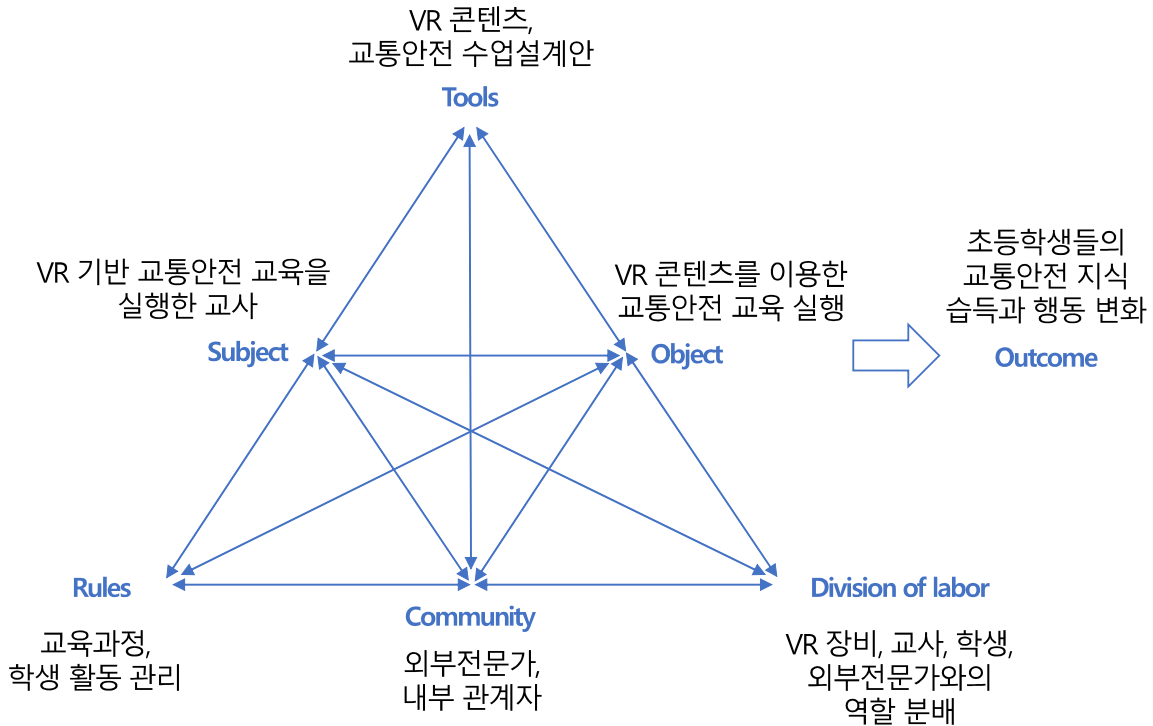 VR 콘텐츠,
교통안전 수업설계안
Tools
VR 기반 교통안전 교육을
실행한 교사
Subject
VR 콘텐츠를 이용한
교통안전 교육 실행
Object
초등학생들의
교통안전 지식
습득과 행동 변화
Outcome
Rules
교육과정,
학생 활동 관리
Community
외부전문가,
내부 관계자
Division of labor
VR 장비, 교사, 학생,
외부전문가와의
역할 분배